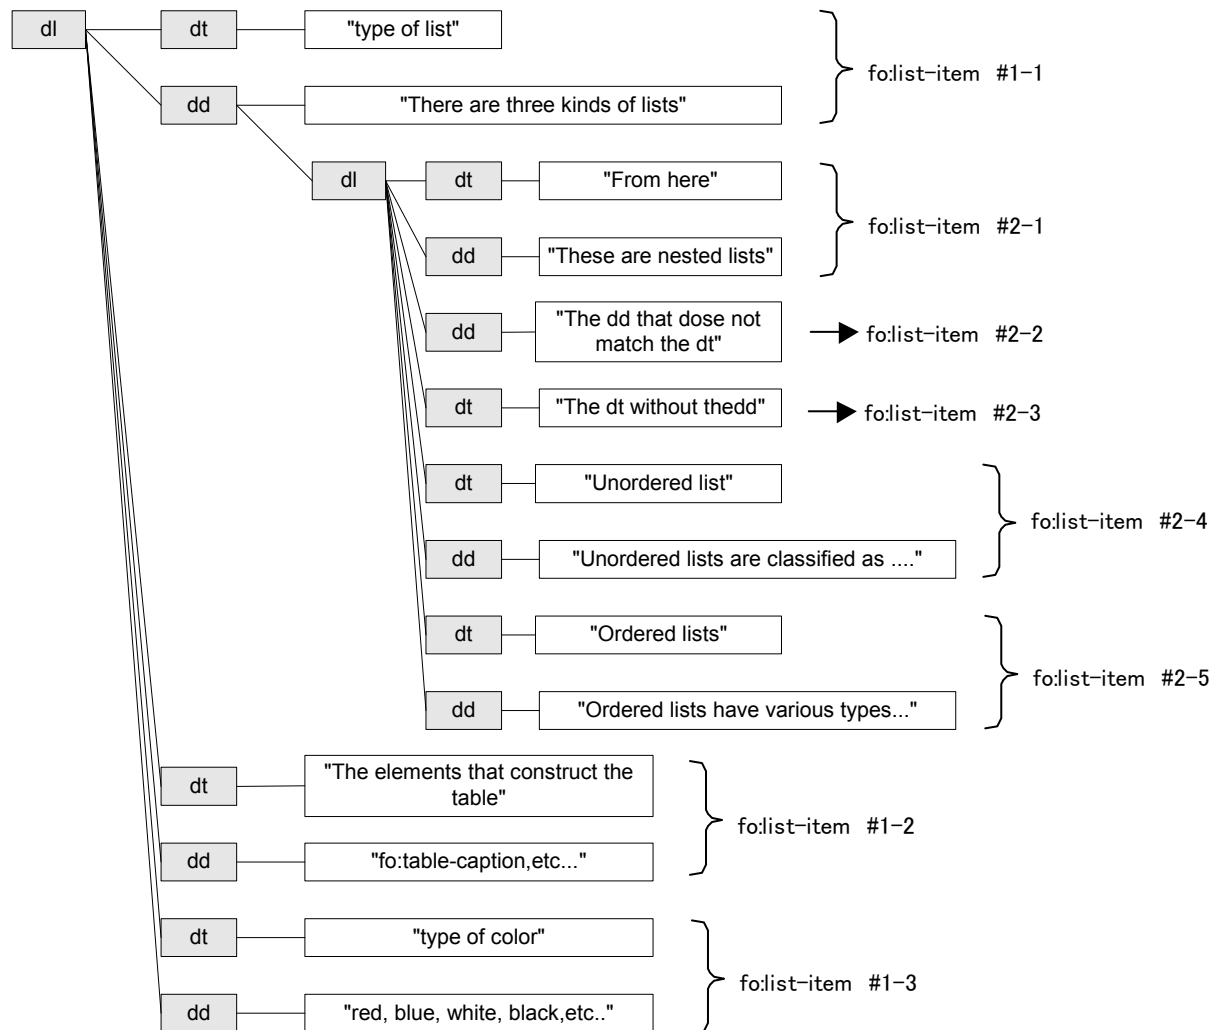 dl dt "type of list"
fo:list-item #1-1
dd "There are three kinds of lists"
dl dt "From here"
fo:list-item #2-1
dd "These are nested lists"
dd "The dd that dose not
match the dt"
fo:list-item #2-2
dt "The dt without thedd"
fo:list-item #2-3
dt "Unordered list"
fo:list-item #2-4
dd "Unordered lists are classified as ...."
dt "Ordered lists"
fo:list-item #2-5
dd "Ordered lists have various types..."
dt "The elements that construct the
table"
fo:list-item #1-2
dd "fo:table-caption,etc..."
dt "type of color"
fo:list-item #1-3
dd "red, blue, white, black,etc.."